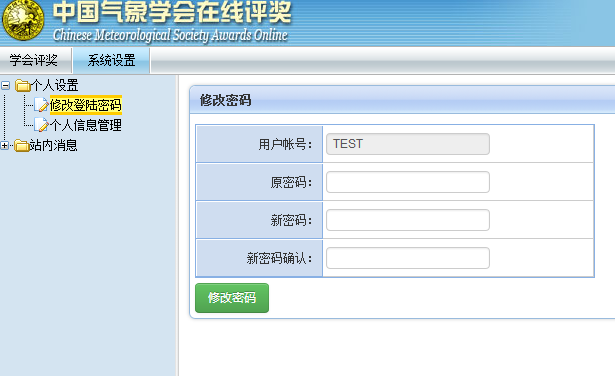 中国气象学会在线评奖
Chinese Meteorological Society Awards Online
学会评奖 系统设置
个人设置
修改登陆密码
个人信息管理
站内消息
修改密码
用户帐号： TEST
原密码：
新密码：
新密码确认：
修改密码